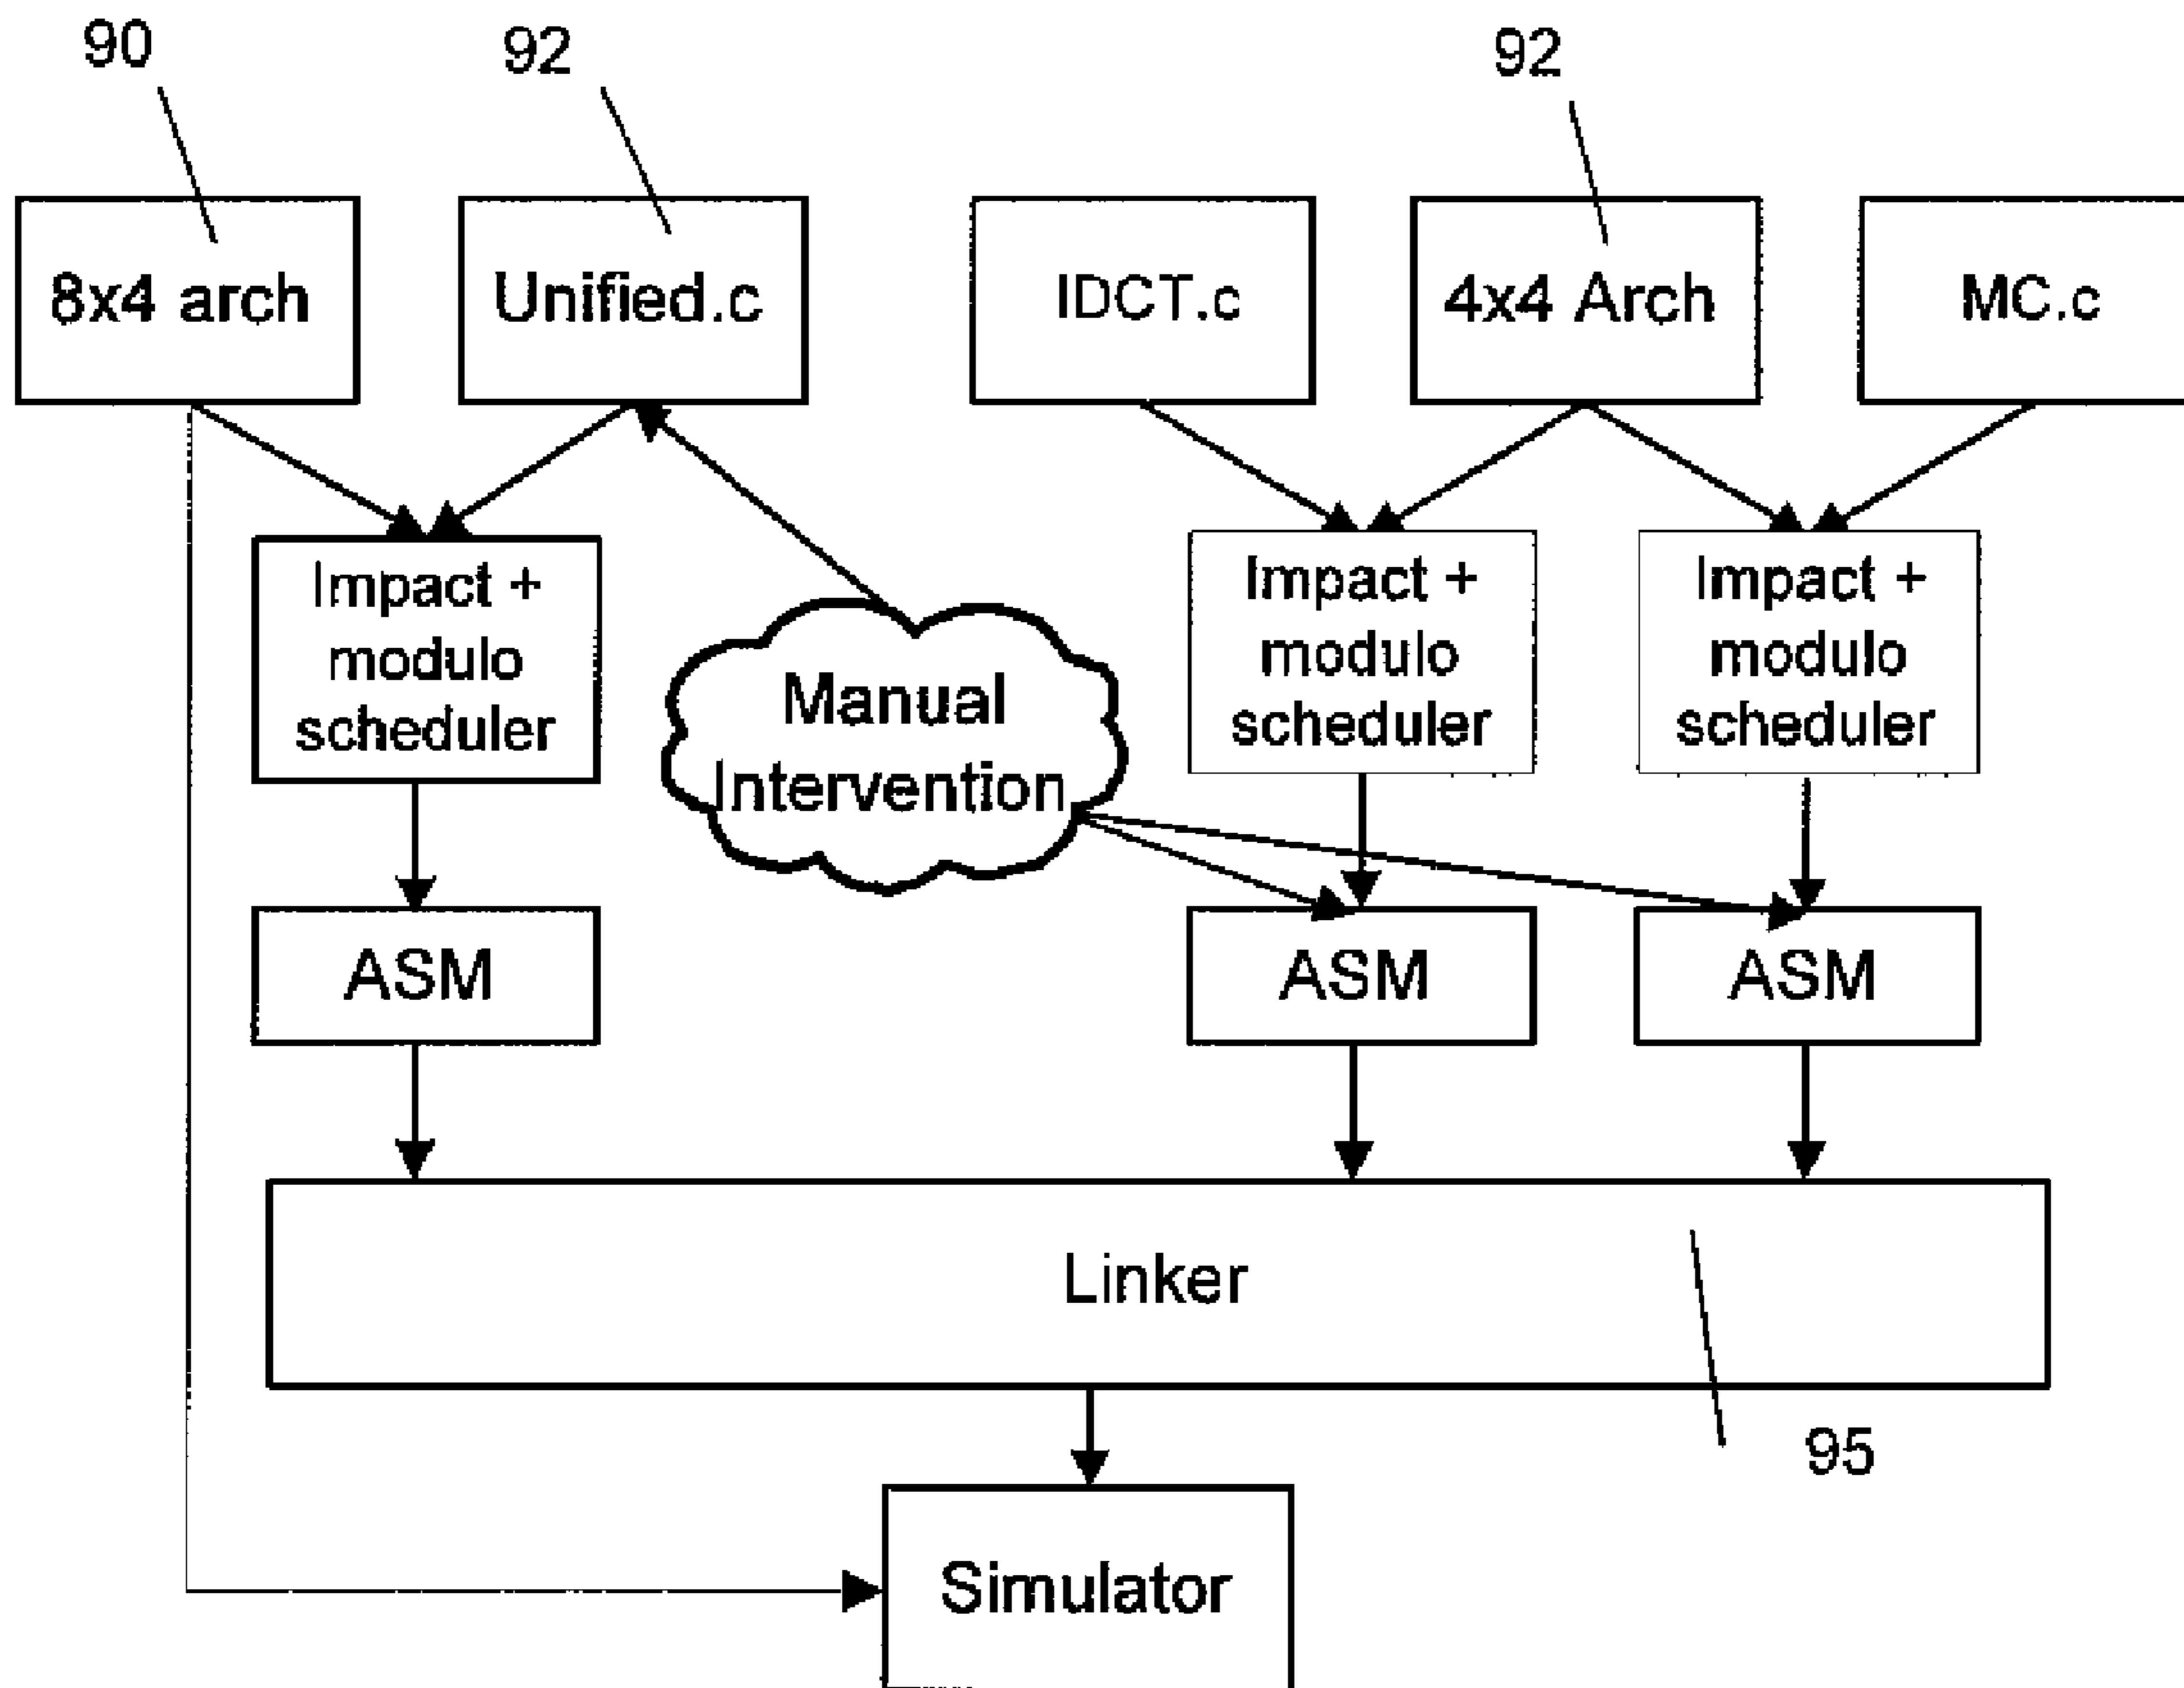 90
92
92
8x4 arch
Unified.c
IDCT.c
4x4 Arch
MC.c
Impact +
modulo
scheduler
Manual
Intervention
Impact +
modulo
scheduler
Impact +
modulo
scheduler
ASM
ASM
ASM
Linker
95
Simulator